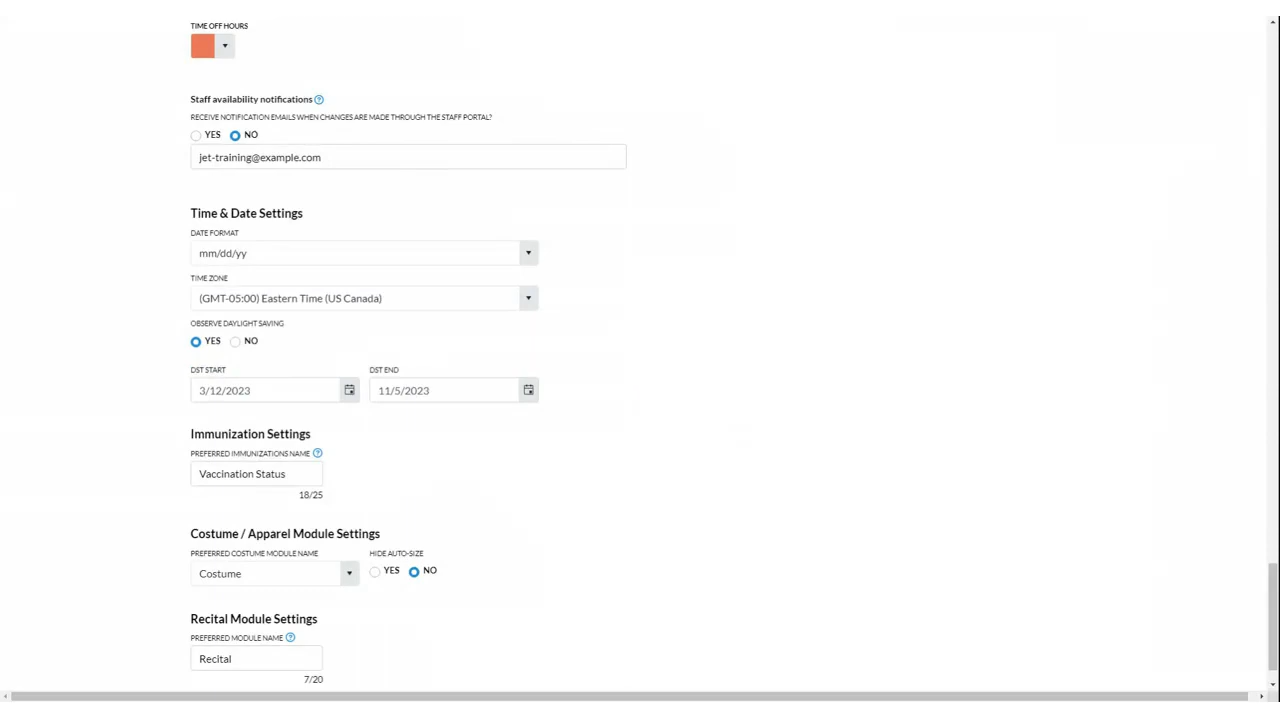 TIME OFF HOURS
Staff availability notifications
RECEIVE NOTIFICATION EMAILS WHEN CHANGES ARE MADE THROUGH THE STAFF PORTAL?
YES NO
jet-training@example.com
Time & Date Settings
DATE FORMAT
mm/dd/yy
TIME ZONE
(GMT-05:00) Eastern Time (US Canada)
OBSERVE DAYLIGHT SAVING
YES NO
DST START DST END
3/12/2023 11/5/2023
Immunization Settings
PREFERRED IMMUNIZATIONS NAME
Vaccination Status
18/25
Costume / Apparel Module Settings
PREFERRED COSTUME MODULE NAME HIDE AUTO-SIZE
Costume YES NO
Recital Module Settings
PREFERRED MODULE NAME
Recital
7/20